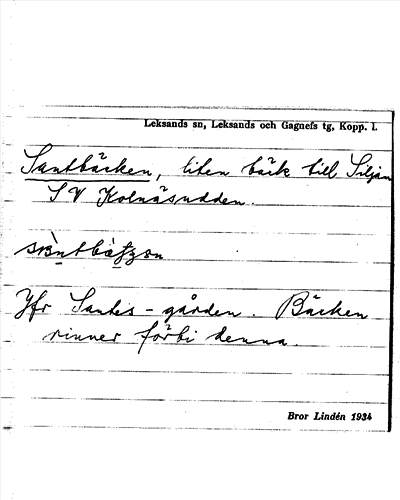 Leksands sn, Leksands och Gagnefs tg, Kopp. l.
Santbäcken, liten bäck till Siljan
S V Kolnäsudden.
Jfr Santis-gården. Bäcken
rinner förbi denna.
Bror Lindén 1934